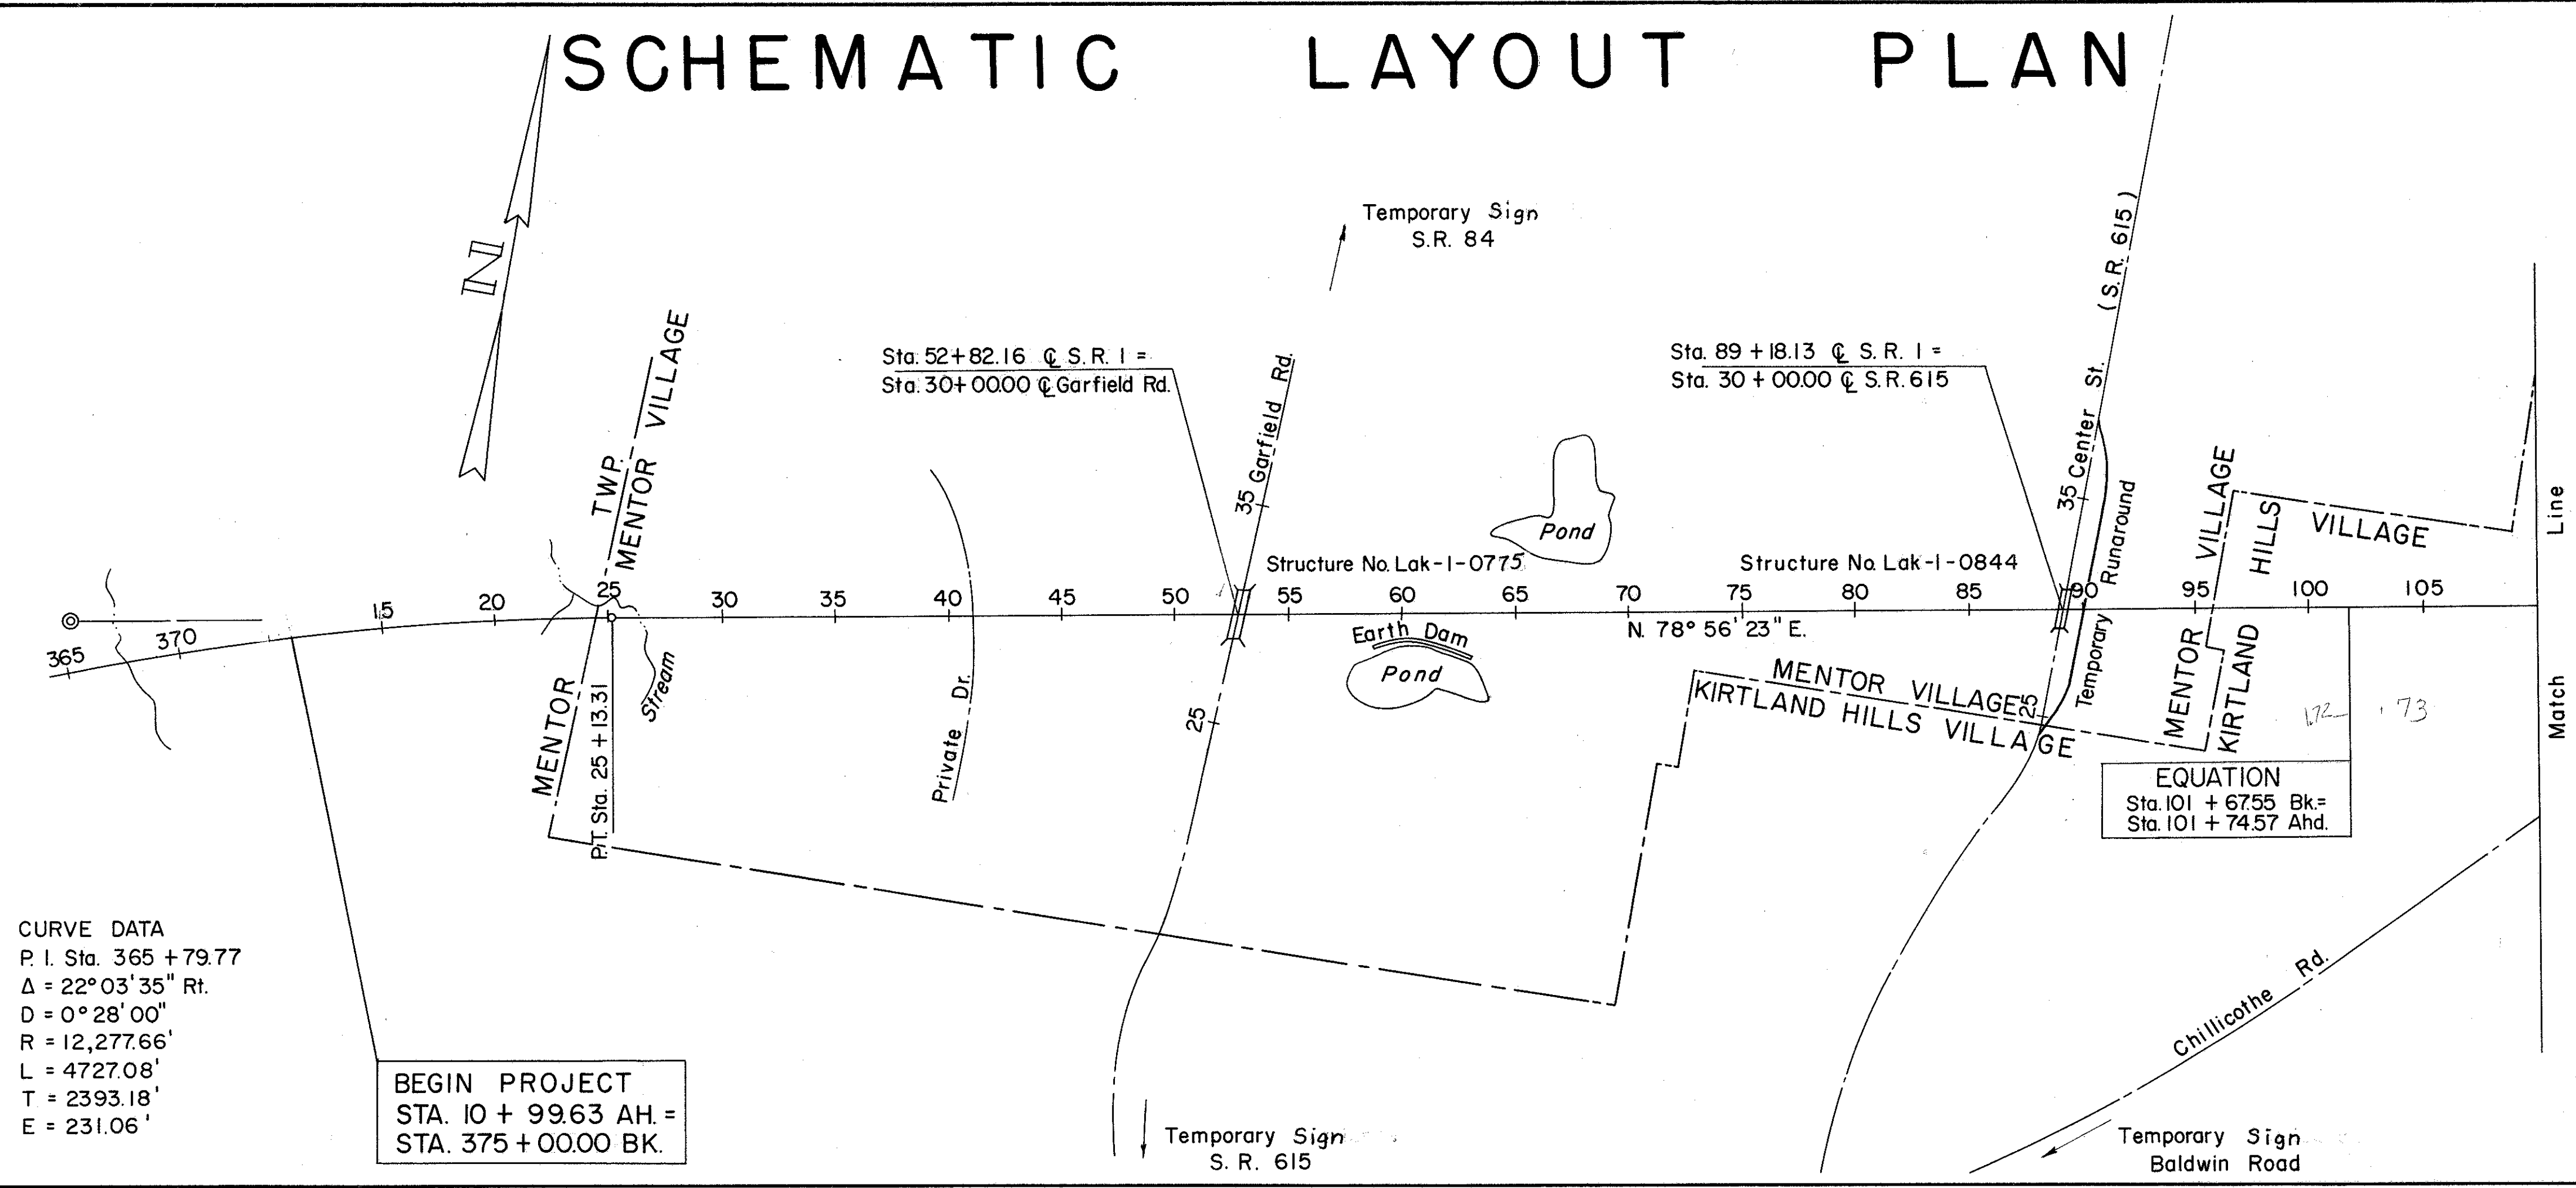 SCHEMATIC LAYOUT PLAN
N
Temporary Sign
S.R. 84
(S.R. 615)
TWP.
MENTOR VILLAGE
Sta. 52+82.16 ℄ S.R. 1 =
Sta. 30+00.00 ℄ Garfield Rd.
35 Garfield Rd.
Sta. 89+18.13 ℄ S.R. 1 =
Sta. 30+00.00 ℄ S.R. 615
35 Center St.
Pond
Structure No. Lak-1-0775
Structure No. Lak-1-0844
Temporary Runaround
VILLAGE
HILLS VILLAGE
Line
365 370 15 20 25 30 35 40 45 50 55 60 65 70 75 80 85 90 95 100 105
N. 78° 56' 23" E.
Earth Dam
Pond
MENTOR
P.T. Sta. 25+13.31
Stream
Private Dr.
25
MENTOR VILLAGE
KIRTLAND HILLS VILLAGE
25
MENTOR
KIRTLAND
172
173
Match
EQUATION
Sta. 101 + 67.55 Bk.=
Sta. 101 + 74.57 Ahd.
CURVE DATA
P. I. Sta. 365 +79.77
Δ = 22°03'35" Rt.
D = 0°28'00"
R = 12,277.66'
L = 4727.08'
T = 2393.18'
E = 231.06'
BEGIN PROJECT
STA. 10 + 99.63 AH. =
STA. 375+00.00 BK.
Chillicothe Rd.
Temporary Sign
S. R. 615
Temporary Sign
Baldwin Road